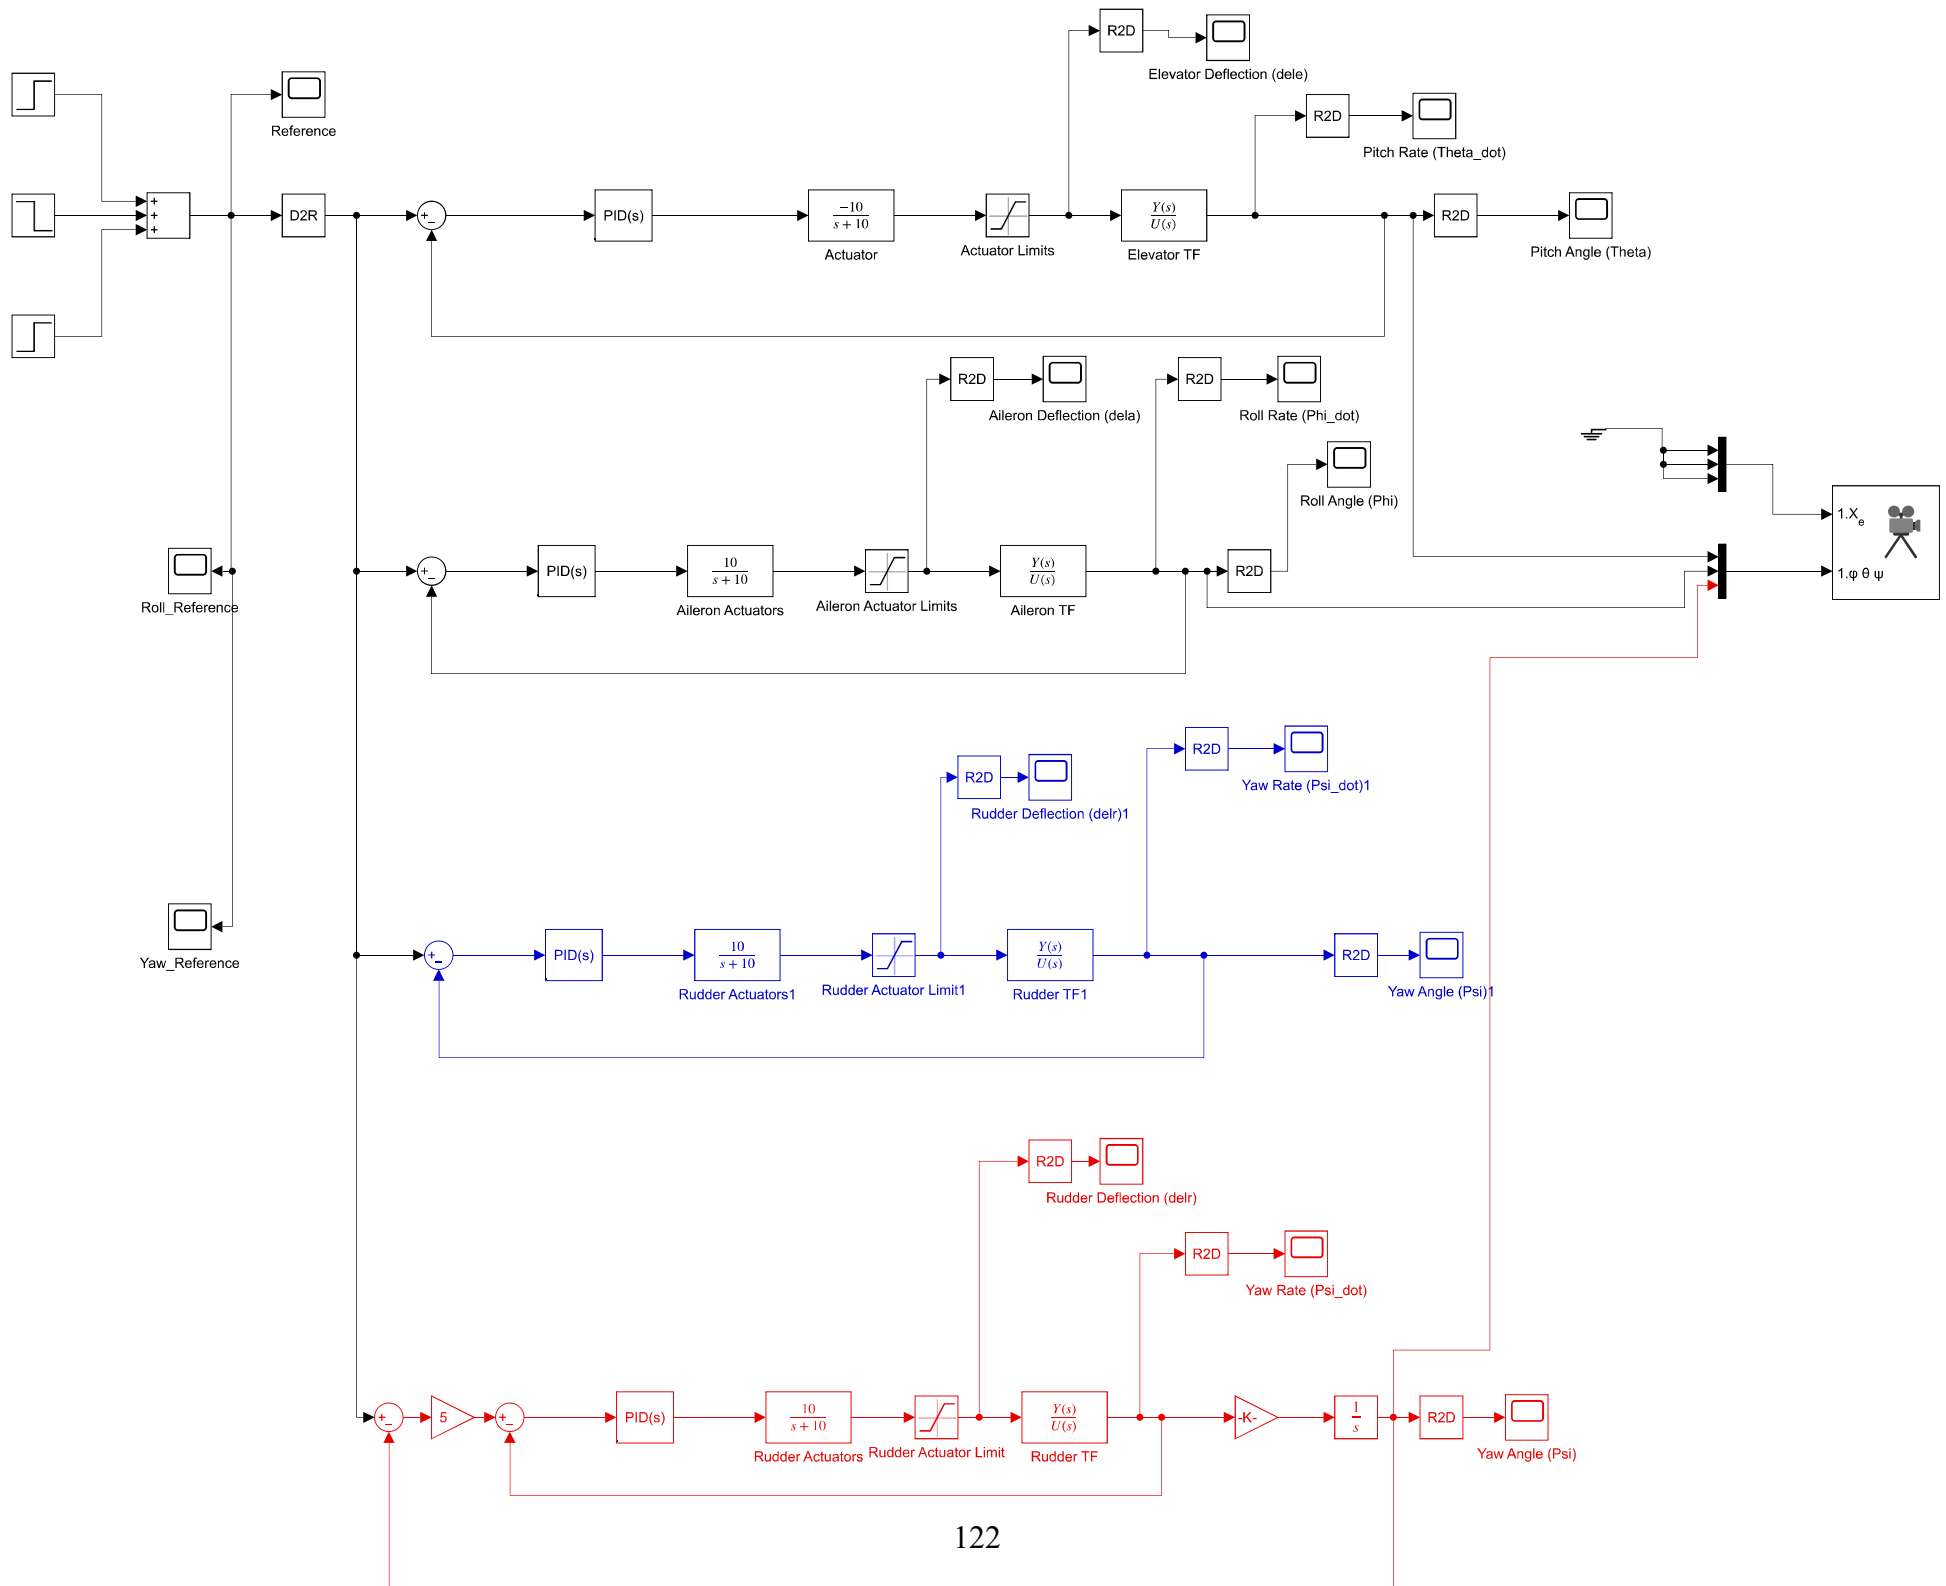 R2D
Elevator Deflection (dele)
R2D
Pitch Rate (Theta_dot)
Reference
+
+
+
D2R
+
−
PID(s)
−10
s + 10
Actuator
Actuator Limits
Y(s)
U(s)
Elevator TF
R2D
Pitch Angle (Theta)
R2D
Aileron Deflection (dela)
R2D
Roll Rate (Phi_dot)
Roll Angle (Phi)
Roll_Reference
+
−
PID(s)
10
s + 10
Aileron Actuators
Aileron Actuator Limits
Y(s)
U(s)
Aileron TF
R2D
1.Xe
1.φ θ ψ
R2D
Rudder Deflection (delr)1
R2D
Yaw Rate (Psi_dot)1
Yaw_Reference
+
−
PID(s)
10
s + 10
Rudder Actuators1
Rudder Actuator Limit1
Y(s)
U(s)
Rudder TF1
R2D
Yaw Angle (Psi)1
R2D
Rudder Deflection (delr)
R2D
Yaw Rate (Psi_dot)
+
−
5
+
−
PID(s)
10
s + 10
Rudder Actuators
Rudder Actuator Limit
Y(s)
U(s)
Rudder TF
-K-
1
s
R2D
Yaw Angle (Psi)
122